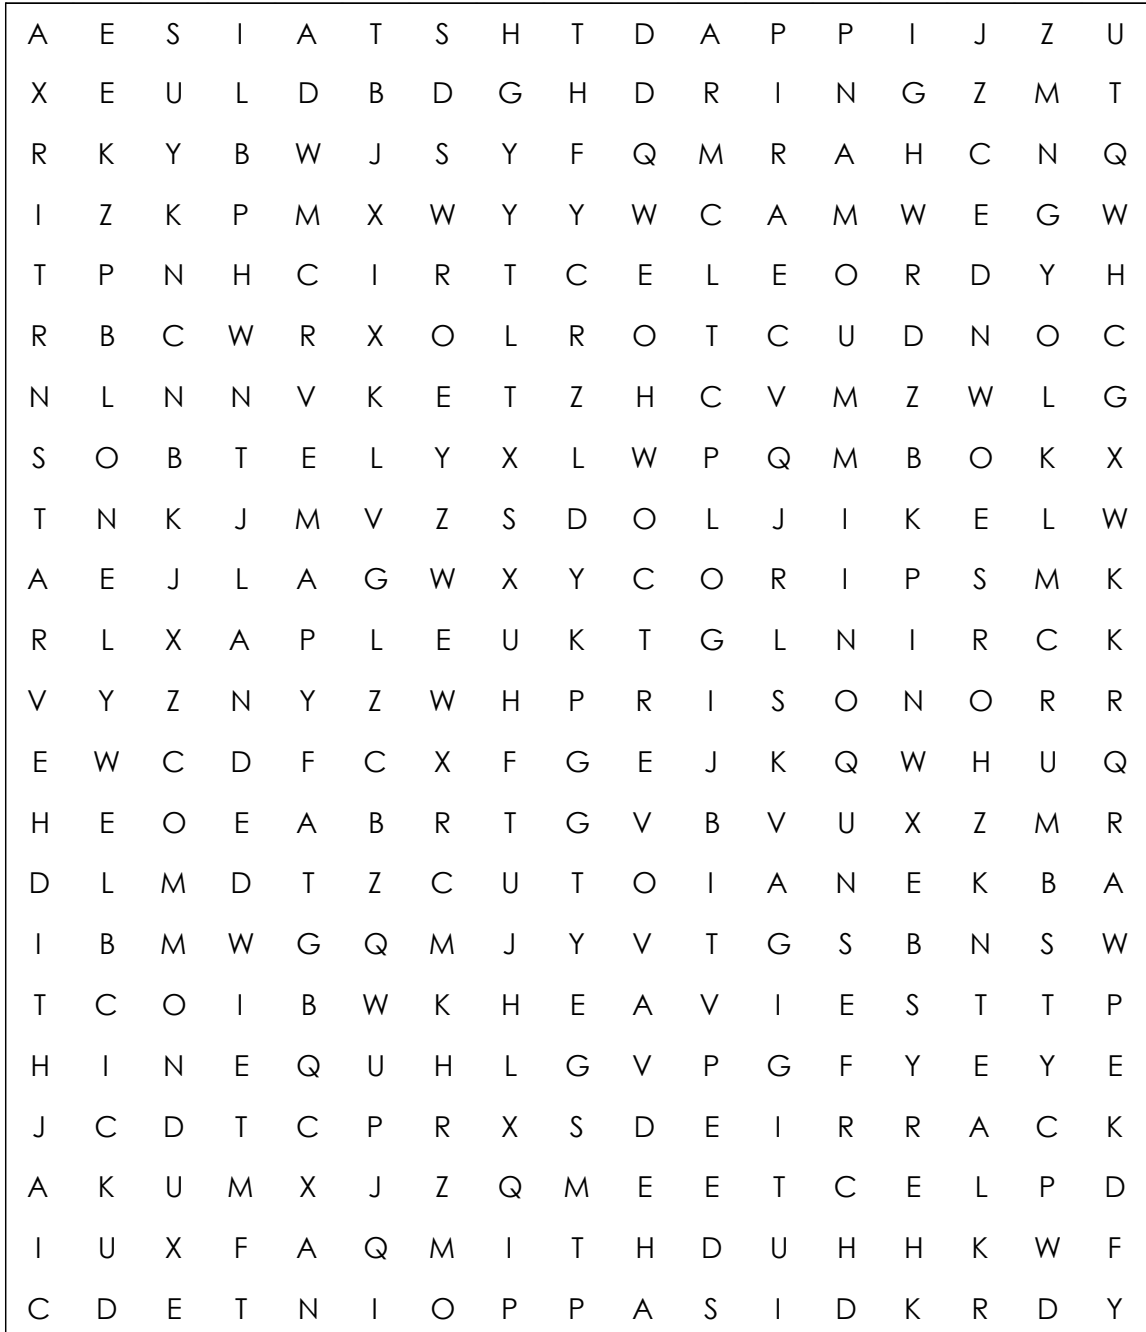 A E S I A T S H T D A P P I J Z U
X E U L D B D G H D R I N G Z M T
R K Y B W J S Y F Q M R A H C N Q
I Z K P M X W Y Y W C A M W E G W
T P N H C I R T C E L E O R D Y H
R B C W R X O L R O T C U D N O C
N L N N V K E T Z H C V M Z W L G
S O B T E L Y X L W P Q M B O K X
T N K J M V Z S D O L J I K E L W
A E J L A G W X Y C O R I P S M K
R L X A P L E U K T G L N I R C K
V Y Z N Y Z W H P R I S O N O R R
E W C D F C X F G E J K Q W H U Q
H E O E A B R T G V B V U X Z M R
D L M D T Z C U T O I A N E K B A
I B M W G Q M J Y V T G S B N S W
T C O I B W K H E A V I E S T T P
H I N E Q U H L G V P G F Y E Y E
J C D T C P R X S D E I R R A C K
A K U M X J Z Q M E E T C E L P D
I U X F A Q M I T H D U H H K W F
C D E T N I O P P A S I D K R D Y